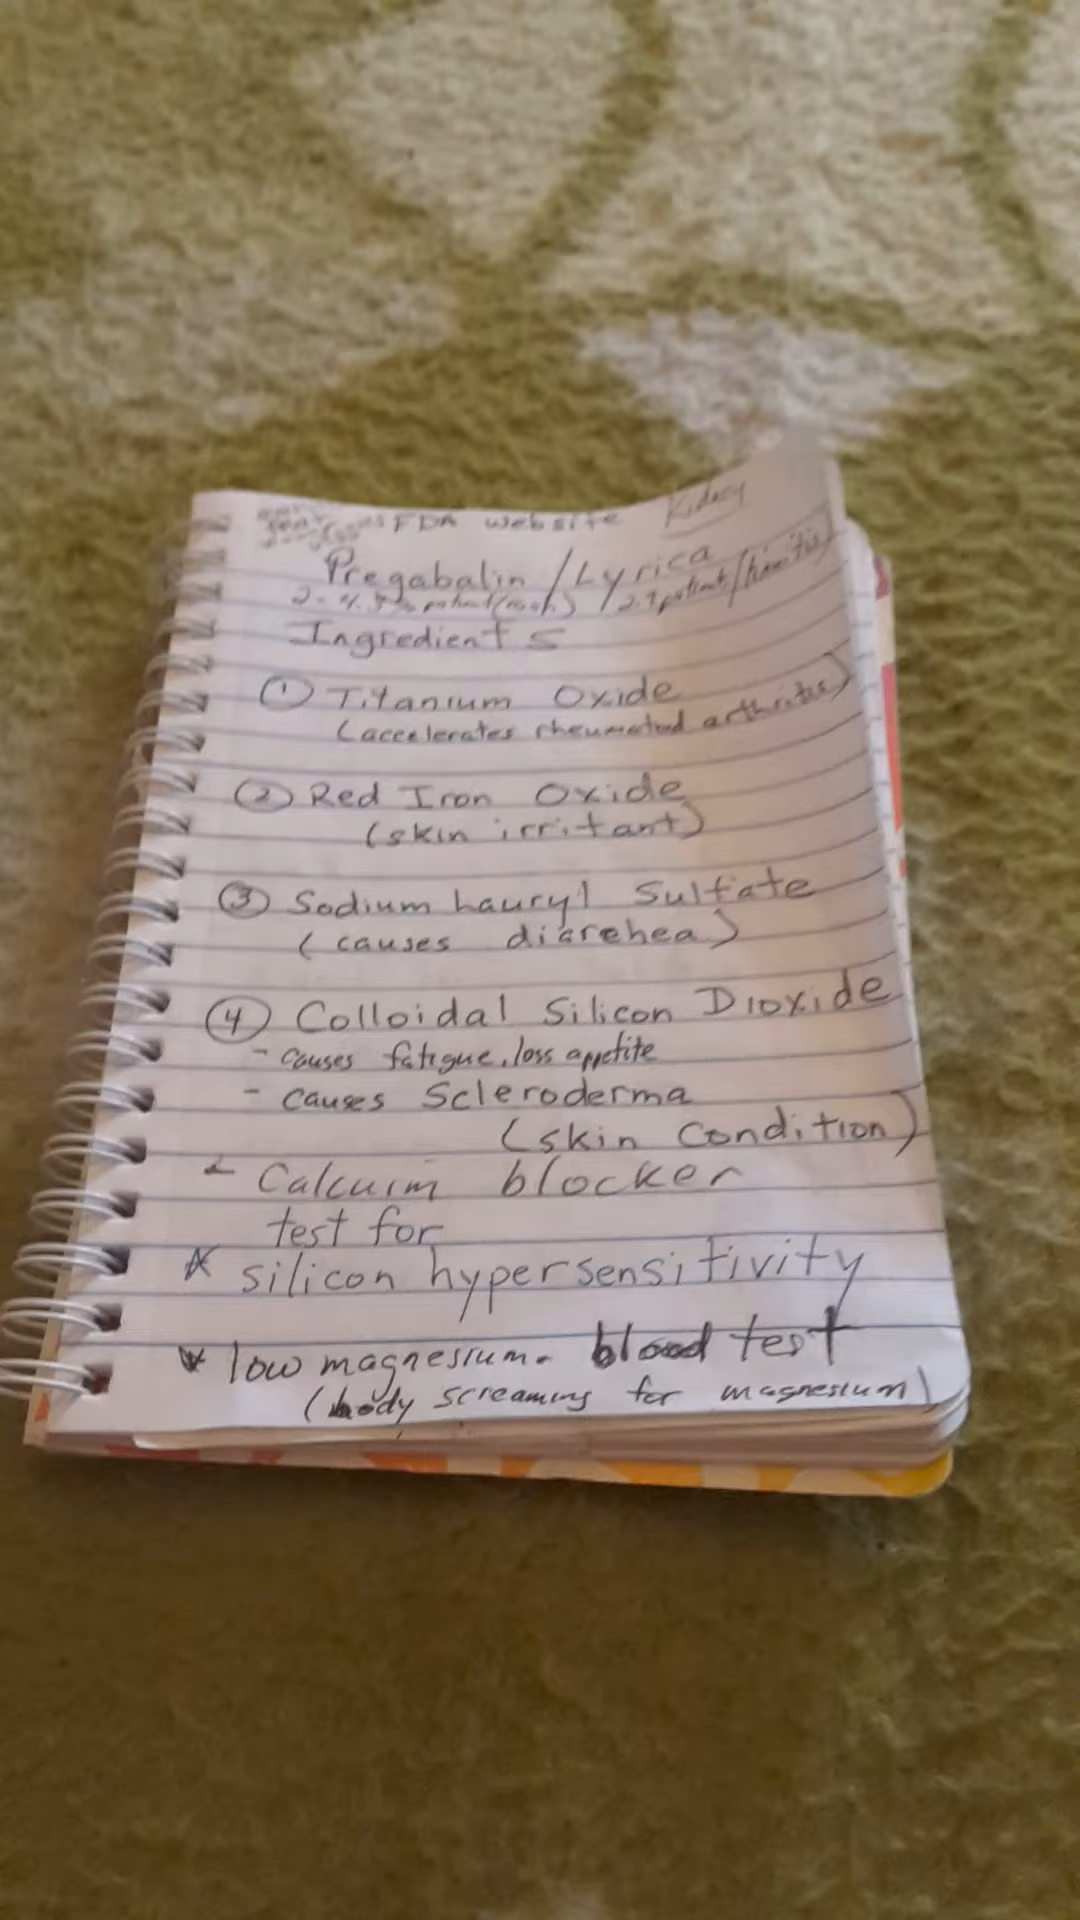 FDA website Kidney
Pregabalin / Lyrica
Ingredients
① Titanium Oxide
(accelerates rheumatoid arthritis)
② Red Iron Oxide
(skin irritant)
③ Sodium hauryl Sulfate
(causes diarehea)
④ Colloidal Silicon Dioxide
- causes fatigue, loss appetite
- causes Scleroderma
(skin condition)
- Calcuim blocker
test for
* silicon hypersensitivity
* low magnesium - blood test
(body screaming for magnesium)